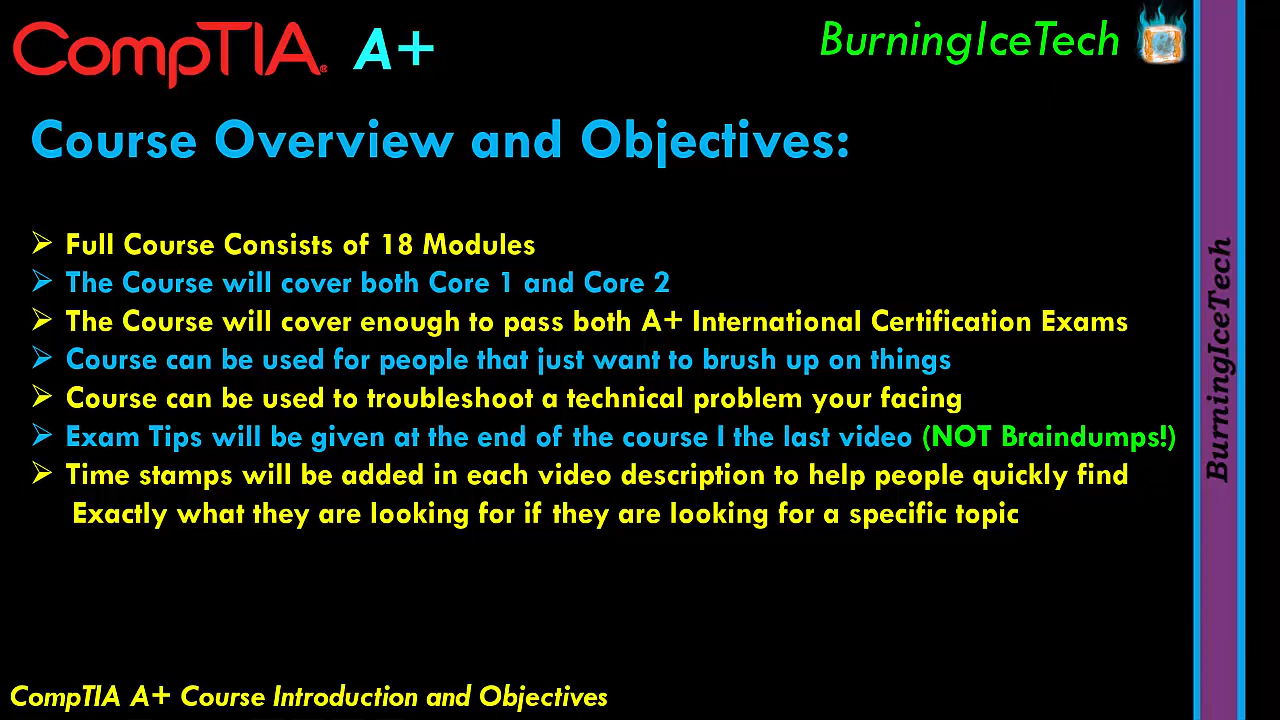 CompTIA® A+
BurningIceTech
Course Overview and Objectives:
➢ Full Course Consists of 18 Modules
➢ The Course will cover both Core 1 and Core 2
➢ The Course will cover enough to pass both A+ International Certification Exams
➢ Course can be used for people that just want to brush up on things
➢ Course can be used to troubleshoot a technical problem your facing
➢ Exam Tips will be given at the end of the course I the last video (NOT Braindumps!)
➢ Time stamps will be added in each video description to help people quickly find
Exactly what they are looking for if they are looking for a specific topic
BurningIceTech
CompTIA A+ Course Introduction and Objectives